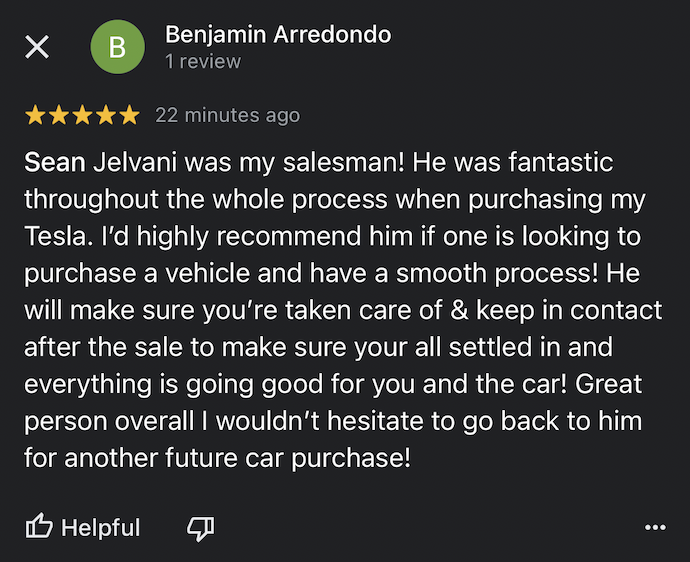 B
Benjamin Arredondo
1 review
22 minutes ago
Sean Jelvani was my salesman! He was fantastic
throughout the whole process when purchasing my
Tesla. I’d highly recommend him if one is looking to
purchase a vehicle and have a smooth process! He
will make sure you’re taken care of & keep in contact
after the sale to make sure your all settled in and
everything is going good for you and the car! Great
person overall I wouldn’t hesitate to go back to him
for another future car purchase!
Helpful